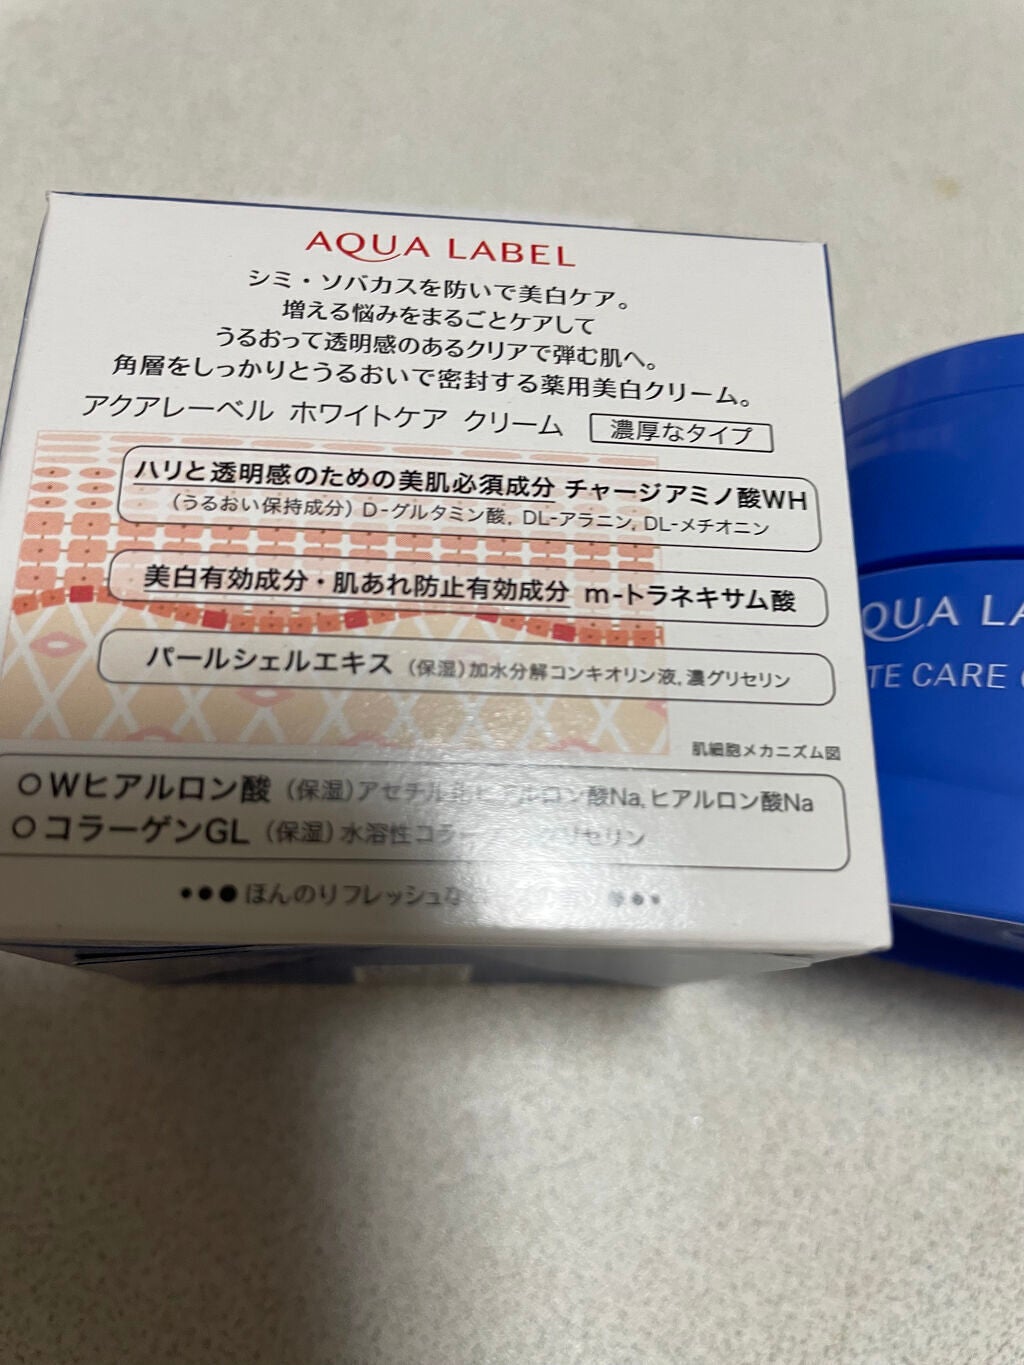 AQUA LABEL
シミ・ソバカスを防いで美白ケア。
増える悩みをまるごとケアして
うるおって透明感のあるクリアで弾む肌へ。
角層をしっかりとうるおいで密封する薬用美白クリーム。
アクアレーベル ホワイトケア クリーム 濃厚なタイプ
ハリと透明感のための美肌必須成分 チャージアミノ酸WH
(うるおい保持成分) D-グルタミン酸, DL-アラニン, DL-メチオニン
美白有効成分・肌あれ防止有効成分 m-トラネキサム酸
パールシェルエキス (保湿)加水分解コンキオリン液, 濃グリセリン
肌細胞メカニズム図
○Wヒアルロン酸 (保湿)アセチル化ヒアルロン酸Na, ヒアルロン酸Na
○コラーゲンGL (保湿) 水溶性コラー グリセリン
●●●ほんのりフレッシュな
QUA LA
TE CARE